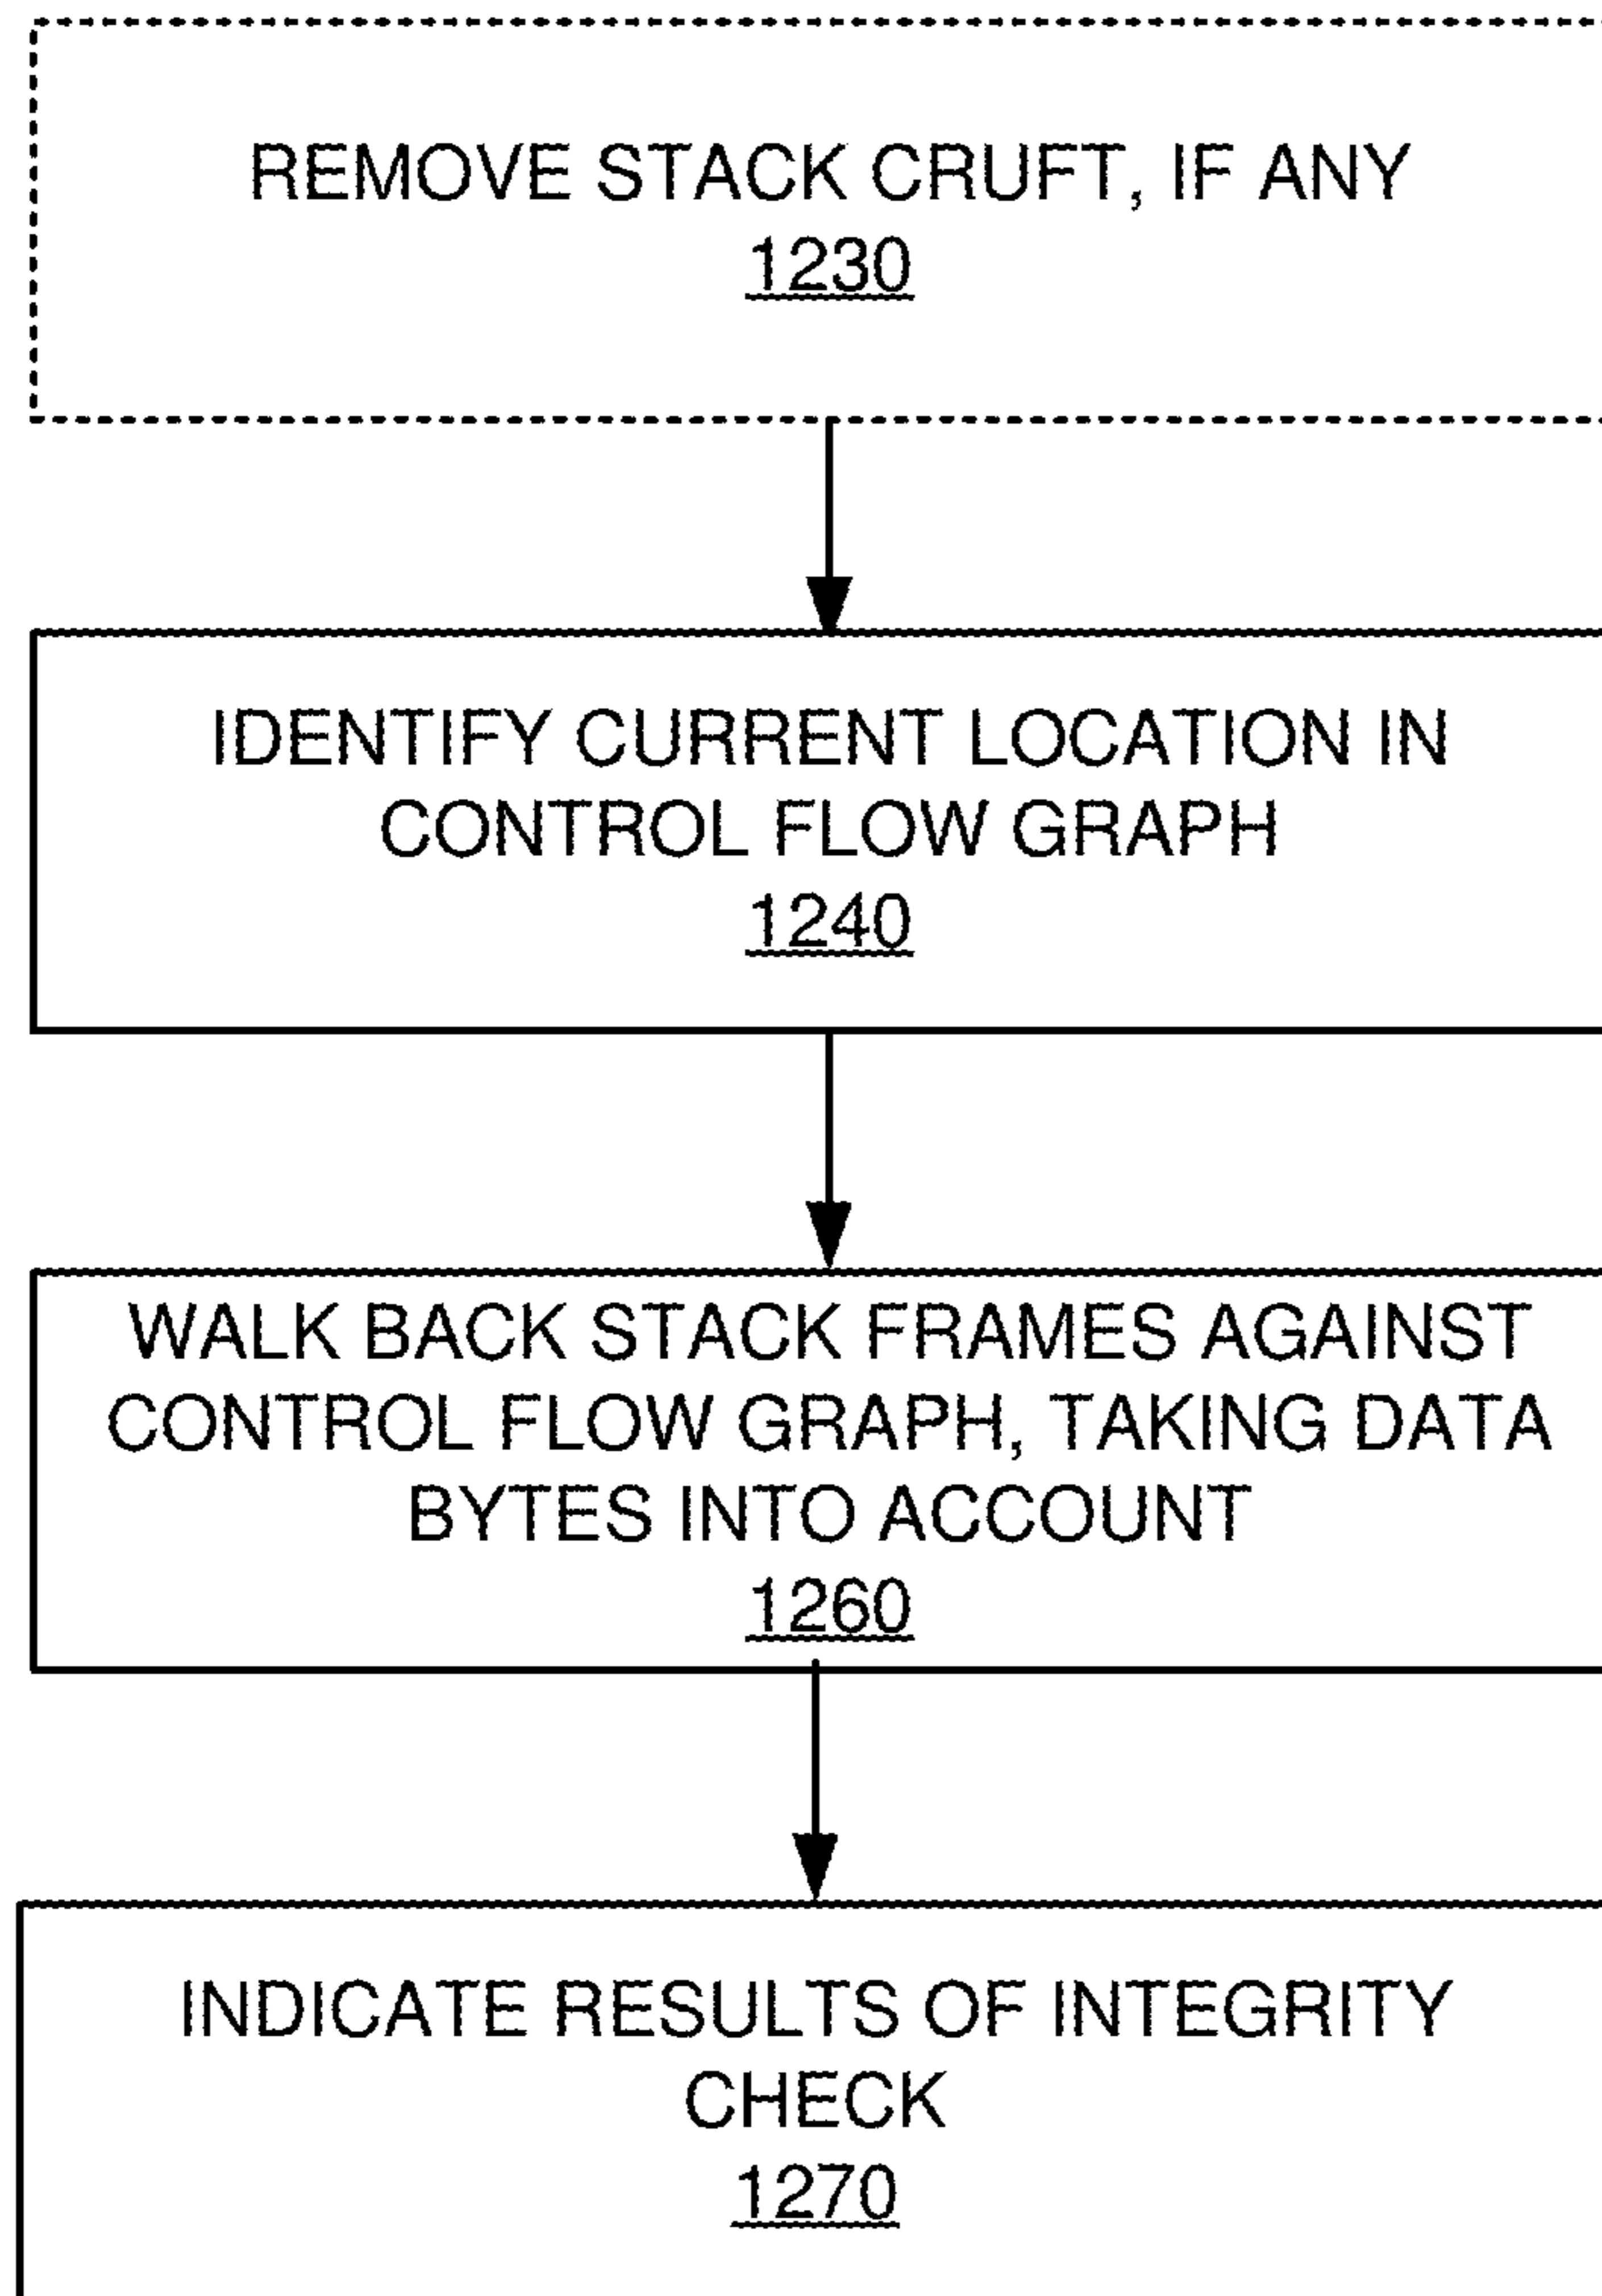 REMOVE STACK CRUFT, IF ANY
1230
IDENTIFY CURRENT LOCATION IN
CONTROL FLOW GRAPH
1240
WALK BACK STACK FRAMES AGAINST
CONTROL FLOW GRAPH, TAKING DATA
BYTES INTO ACCOUNT
1260
INDICATE RESULTS OF INTEGRITY
CHECK
1270